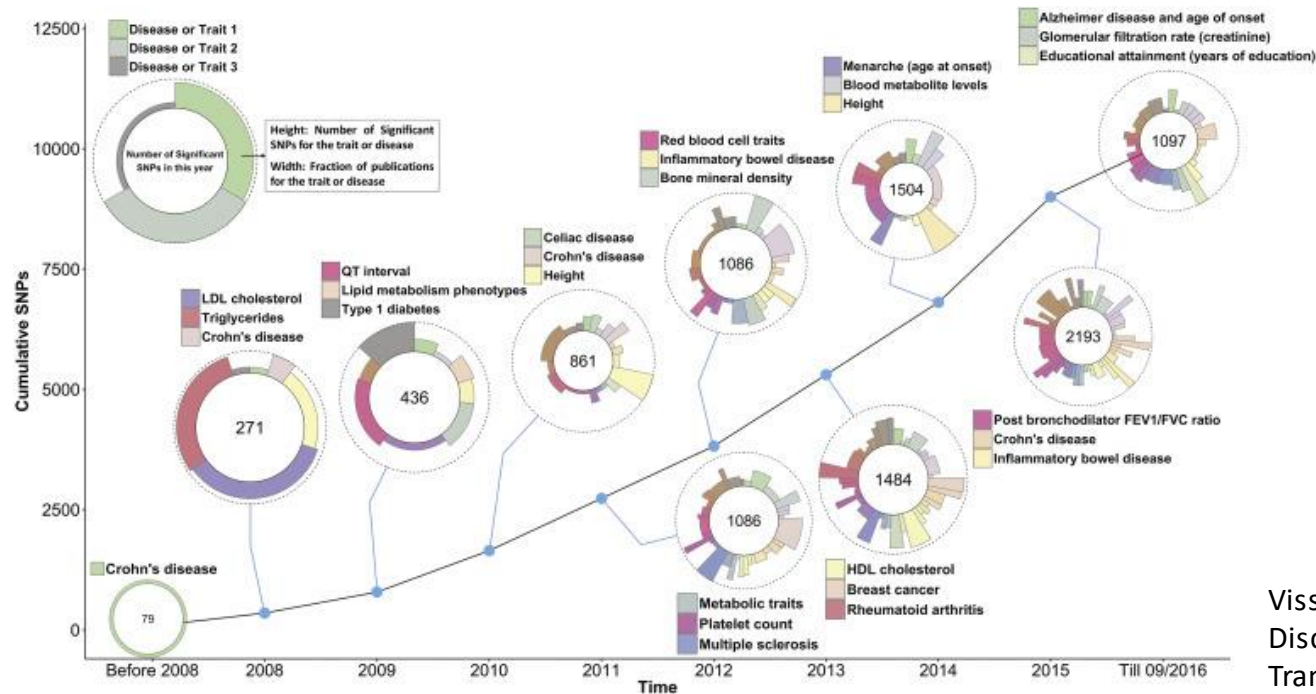 12500
10000
7500
5000
2500
0
Cumulative SNPs
Disease or Trait 1
Disease or Trait 2
Disease or Trait 3
Number of Significant
SNPs in this year
Height: Number of Significant
SNPs for the trait or disease
Width: Fraction of publications
for the trait or disease
Crohn's disease
79
LDL cholesterol
Triglycerides
Crohn's disease
271
QT interval
Lipid metabolism phenotypes
Type 1 diabetes
436
Celiac disease
Crohn's disease
Height
861
Red blood cell traits
Inflammatory bowel disease
Bone mineral density
1086
1086
Metabolic traits
Platelet count
Multiple sclerosis
Menarche (age at onset)
Blood metabolite levels
Height
1504
1484
HDL cholesterol
Breast cancer
Rheumatoid arthritis
Alzheimer disease and age of onset
Glomerular filtration rate (creatinine)
Educational attainment (years of education)
1097
2193
Post bronchodilator FEV1/FVC ratio
Crohn's disease
Inflammatory bowel disease
Before 2008 2008 2009 2010 2011 2012 2013 2014 2015 Till 09/2016
Time
Viss
Disc
Tran